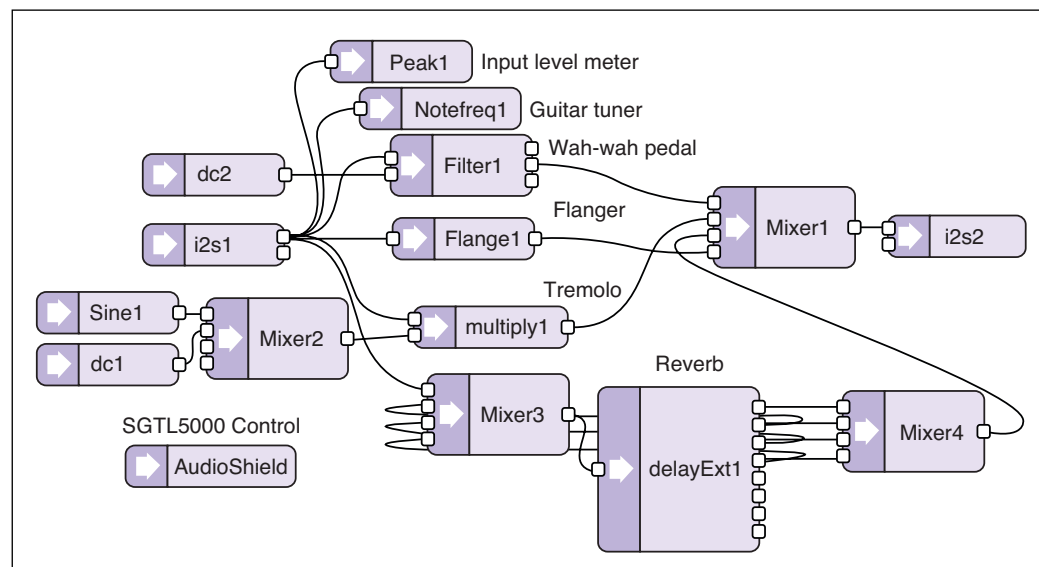 Peak1
Input level meter
Notefreq1
Guitar tuner
Wah-wah pedal
dc2
Filter1
Flanger
Mixer1
i2s1
Flange1
i2s2
Tremolo
Sine1
Mixer2
multiply1
dc1
Reverb
Mixer3
Mixer4
SGTL5000 Control
AudioShield
delayExt1